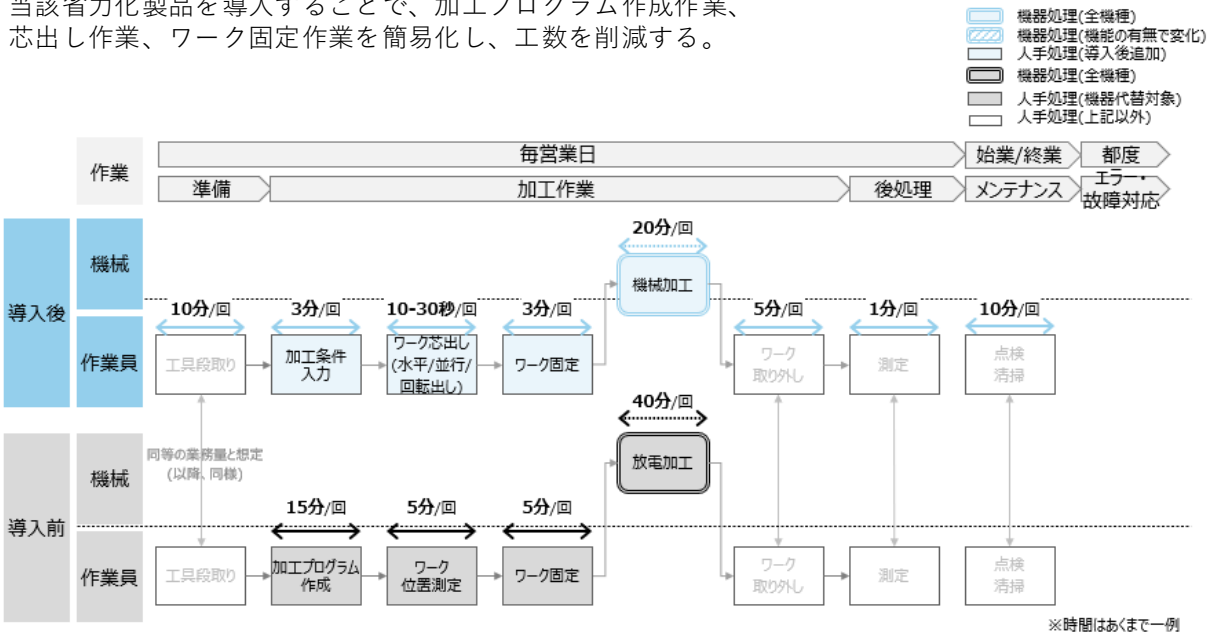 当該省力化製品を導入することで、加工プログラム作成作業、
芯出し作業、ワーク固定作業を簡易化し、工数を削減する。
機器処理(全機種)
機器処理(機能の有無で変化)
人手処理(導入後追加)
機器処理(全機種)
人手処理(機器代替対象)
人手処理(上記以外)
作業
毎営業日
始業/終業
都度
準備
加工作業
後処理
メンテナンス
エラー・
故障対応
導入後
機械
20分/回
機械加工
作業員
10分/回
3分/回
10-30秒/回
3分/回
5分/回
1分/回
10分/回
工具段取り
加工条件
入力
ワーク芯出し
(水平/並行/
回転出し)
ワーク固定
ワーク
取り外し
測定
点検
清掃
導入前
機械
同等の業務量と想定
(以降、同様)
40分/回
放電加工
作業員
15分/回
5分/回
5分/回
工具段取り
加工プログラム
作成
ワーク
位置測定
ワーク固定
ワーク
取り外し
測定
点検
清掃
※時間はあくまで一例